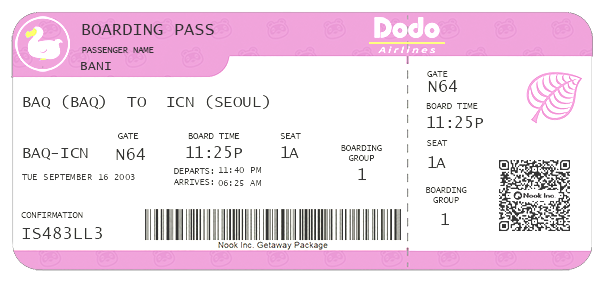 BOARDING PASS
PASSENGER NAME
BANI
Dodo
Airlines
BAQ (BAQ) TO ICN (SEOUL)
GATE
BOARD TIME
SEAT
BAQ-ICN
N64
11:25P
1A
BOARDING
GROUP
1
TUE SEPTEMBER 16 2003
DEPARTS: 11:40 PM
ARRIVES: 06:25 AM
CONFIRMATION
IS483LL3
Nook Inc. Getaway Package
GATE
N64
BOARD TIME
11:25P
SEAT
1A
BOARDING
GROUP
1
Nook Inc.